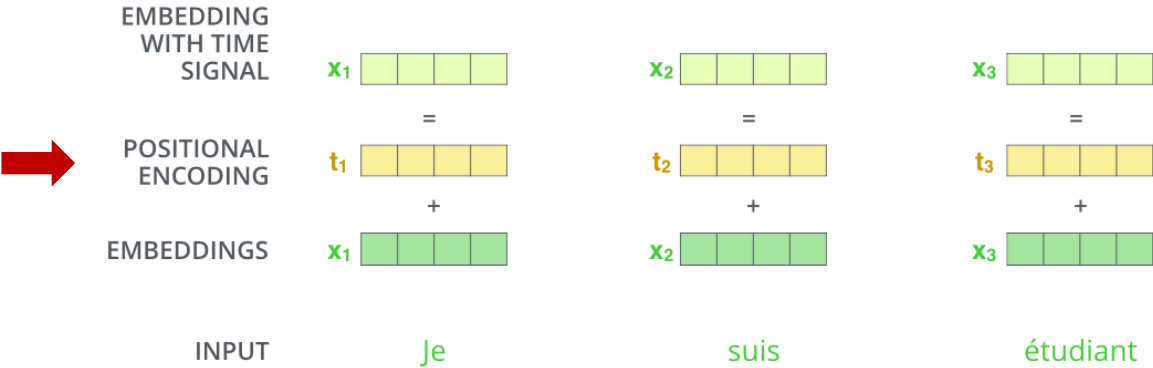 EMBEDDING
WITH TIME
SIGNAL
x₁ x₂ x₃
= = =
POSITIONAL
ENCODING
t₁ t₂ t₃
+ + +
EMBEDDINGS x₁ x₂ x₃
INPUT Je suis étudiant